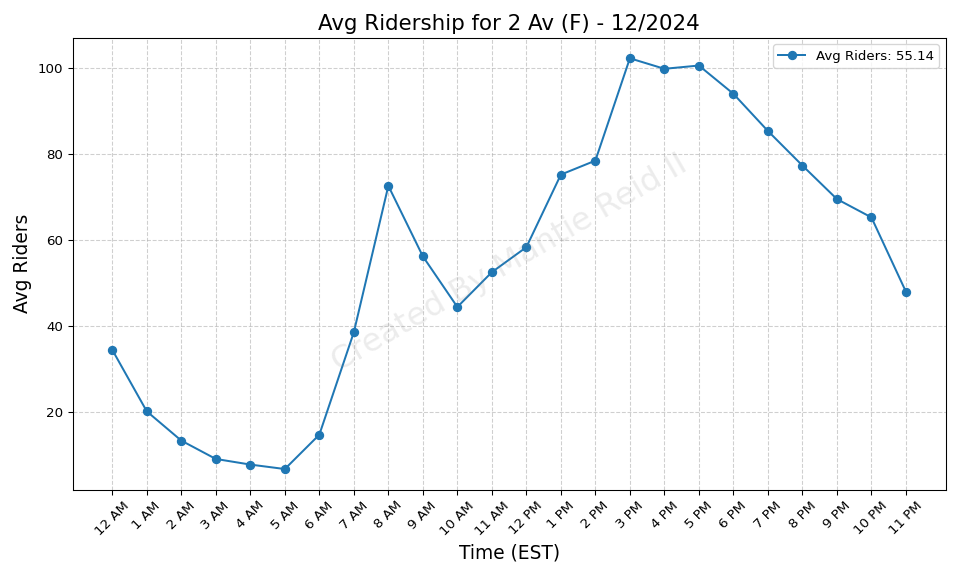 Avg Ridership for 2 Av (F) - 12/2024
Avg Riders: 55.14
100
80
60
40
20
Avg Riders
Created By Mantie Reid II
12 AM
1 AM
2 AM
3 AM
4 AM
5 AM
6 AM
7 AM
8 AM
9 AM
10 AM
11 AM
12 PM
1 PM
2 PM
3 PM
4 PM
5 PM
6 PM
7 PM
8 PM
9 PM
10 PM
11 PM
Time (EST)